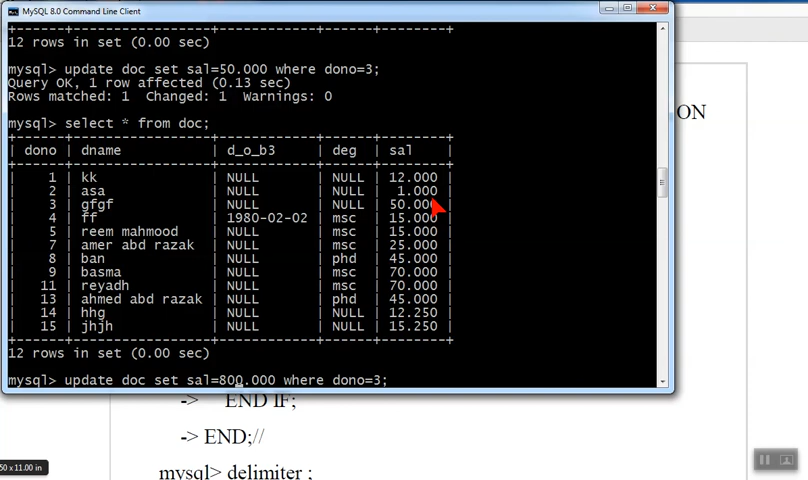 MySQL 8.0 Command Line Client
+------+-----------------+------------+------+--------+
12 rows in set (0.00 sec)
mysql> update doc set sal=50.000 where dono=3;
Query OK, 1 row affected (0.13 sec)
Rows matched: 1  Changed: 1  Warnings: 0
mysql> select * from doc;
+------+-----------------+------------+------+--------+
| dono | dname           | d_o_b3     | deg  | sal    |
+------+-----------------+------------+------+--------+
|    1 | kk              | NULL       | NULL | 12.000 |
|    2 | asa             | NULL       | NULL |  1.000 |
|    3 | gfgf            | NULL       | NULL | 50.000 |
|    4 | ff              | 1980-02-02 | msc  | 15.000 |
|    5 | reem mahmood    | NULL       | msc  | 15.000 |
|    7 | amer abd razak  | NULL       | msc  | 25.000 |
|    8 | ban             | NULL       | phd  | 45.000 |
|    9 | basma           | NULL       | msc  | 70.000 |
|   11 | reyadh          | NULL       | msc  | 70.000 |
|   13 | ahmed abd razak | NULL       | phd  | 45.000 |
|   14 | hhg             | NULL       | NULL | 12.250 |
|   15 | jhjh            | NULL       | NULL | 15.250 |
+------+-----------------+------------+------+--------+
12 rows in set (0.00 sec)
mysql> update doc set sal=800.000 where dono=3;
ON
-> END IF;
-> END;//
50 x 11.00 in
mysql> delimiter ;